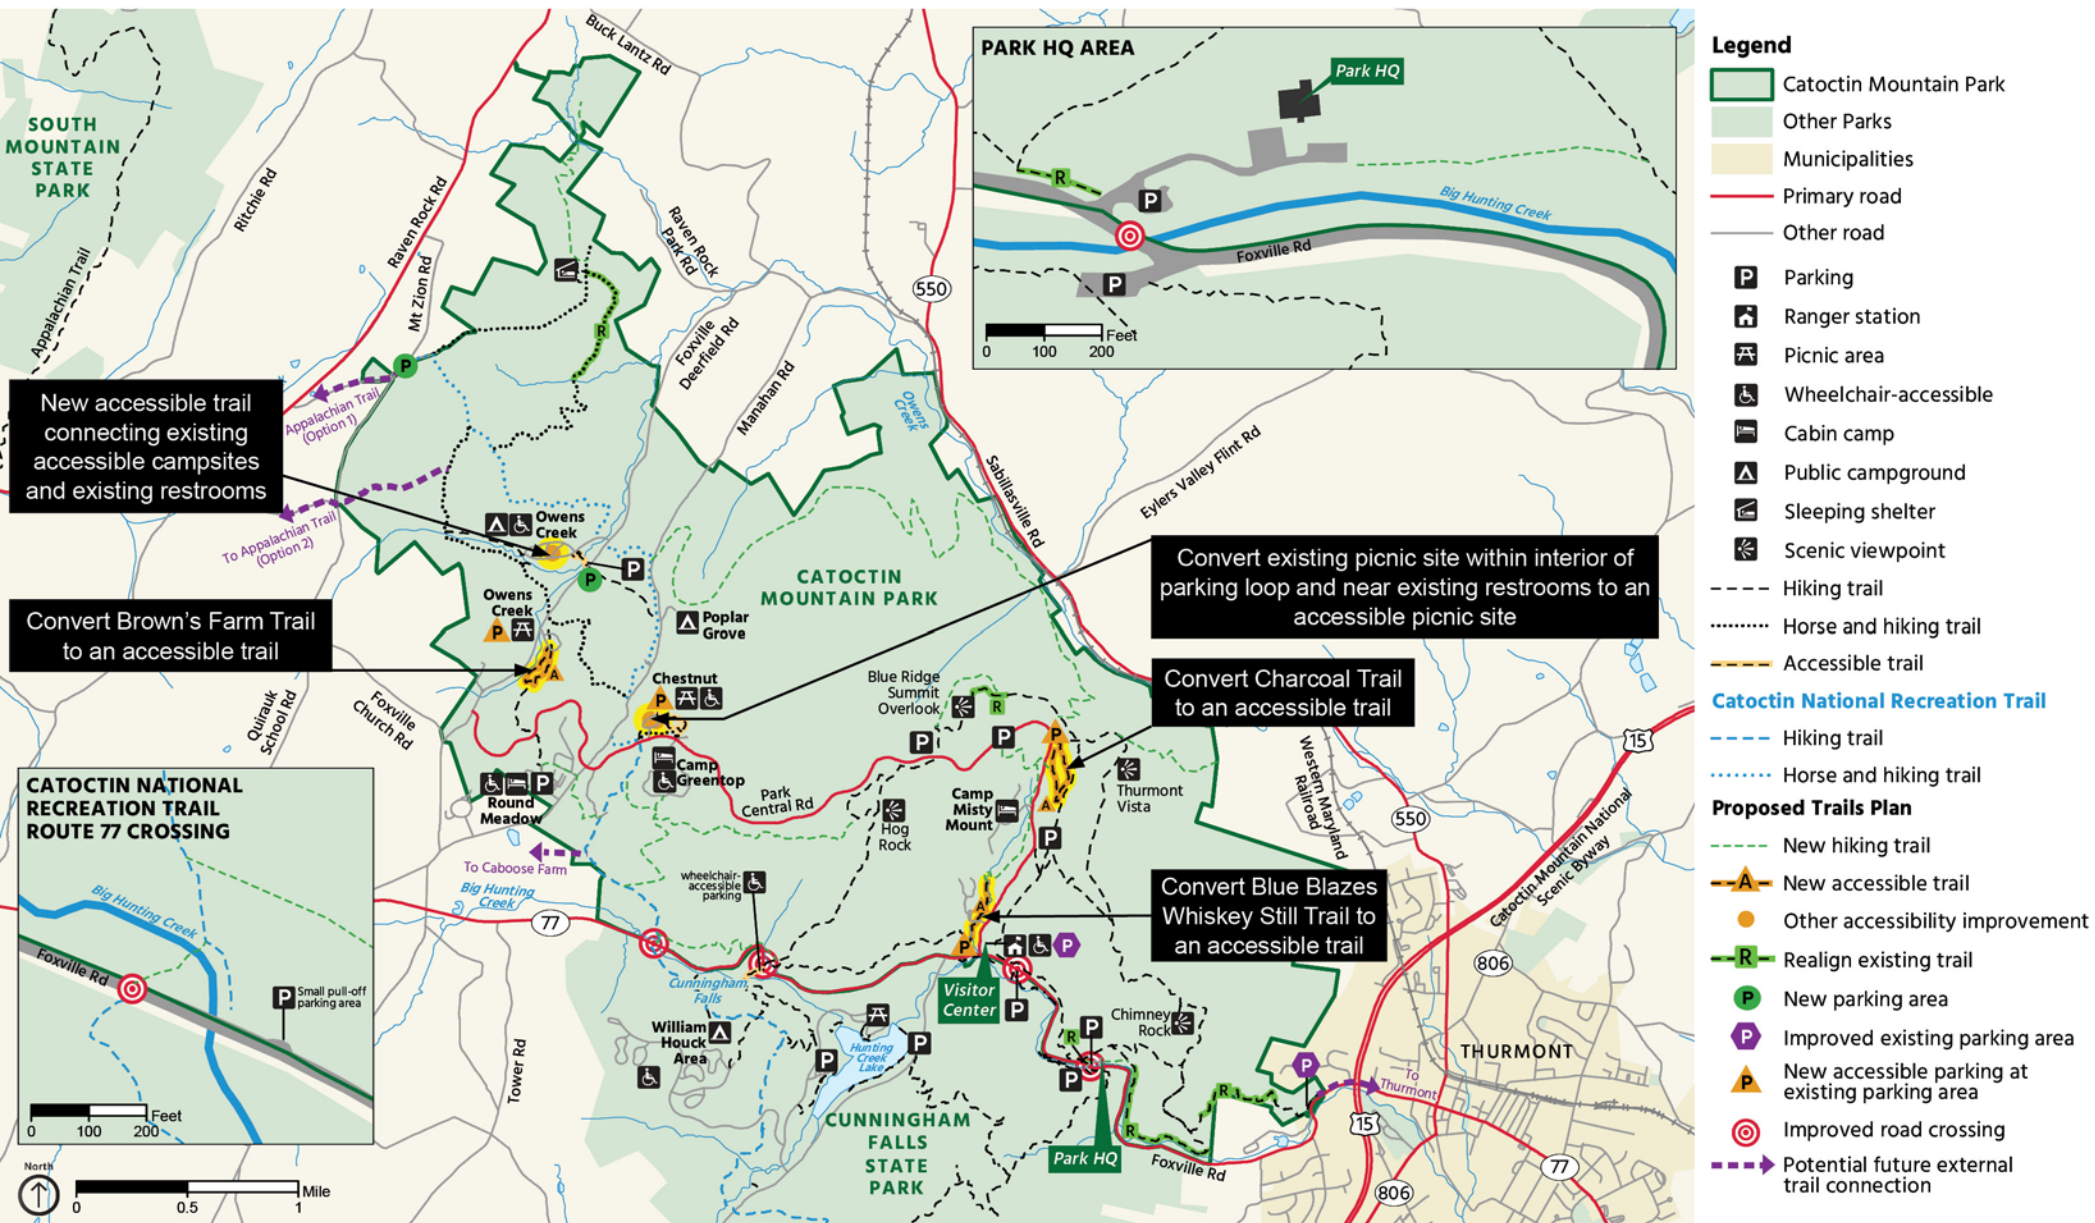 Buck Lantz Rd
SOUTH
MOUNTAIN
STATE
PARK
Ritchie Rd
Raven Rock Rd
Raven Rock
Park Rd
Mt Zion Rd
Appalachian Trail
550
Foxville
Deerfield Rd
Manahan Rd
Owens
Creek
Sabillasville Rd
Eylers Valley Flint Rd
P
R
Appalachian Trail
(Option 1)
To Appalachian Trail
(Option 2)
New accessible trail
connecting existing
accessible campsites
and existing restrooms
Owens
Creek
P
P
CATOCTIN
MOUNTAIN PARK
Convert existing picnic site within interior of
parking loop and near existing restrooms to an
accessible picnic site
Convert Brown's Farm Trail
to an accessible trail
Owens
Creek
P
A
Poplar
Grove
Chestnut
P
Blue Ridge
Summit
Overlook
R
Convert Charcoal Trail
to an accessible trail
Quirauk
School Rd
Foxville
Church Rd
P
P
P
A
Camp
Greentop
P
Round
Meadow
Park
Central Rd
Hog
Rock
Camp
Misty
Mount
P
Thurmont
Vista
Western Maryland
Railroad
15
550
Catoctin Mountain National
Scenic Byway
806
To Caboose Farm
Big Hunting
Creek
77
wheelchair-
accessible
parking
Convert Blue Blazes
Whiskey Still Trail to
an accessible trail
A
P
P
Visitor
Center
P
Cunningham
Falls
William
Houck
Area
Hunting
Creek
Lake
P
P
Chimney
Rock
R
P
P
P
R
R
To
Thurmont
THURMONT
CUNNINGHAM
FALLS
STATE
PARK
Park HQ
Foxville Rd
Tower Rd
15
77
806
North
0 0.5 1 Mile
PARK HQ AREA
Park HQ
R
P
Big Hunting Creek
Foxville Rd
P
0 100 200 Feet
CATOCTIN NATIONAL
RECREATION TRAIL
ROUTE 77 CROSSING
Big Hunting Creek
Foxville Rd
P
Small pull-off
parking area
0 100 200 Feet
Legend
Catoctin Mountain Park
Other Parks
Municipalities
Primary road
Other road
P Parking
Ranger station
Picnic area
Wheelchair-accessible
Cabin camp
Public campground
Sleeping shelter
Scenic viewpoint
Hiking trail
Horse and hiking trail
Accessible trail
Catoctin National Recreation Trail
Hiking trail
Horse and hiking trail
Proposed Trails Plan
New hiking trail
A New accessible trail
Other accessibility improvement
R Realign existing trail
P New parking area
P Improved existing parking area
P New accessible parking at
existing parking area
Improved road crossing
Potential future external
trail connection